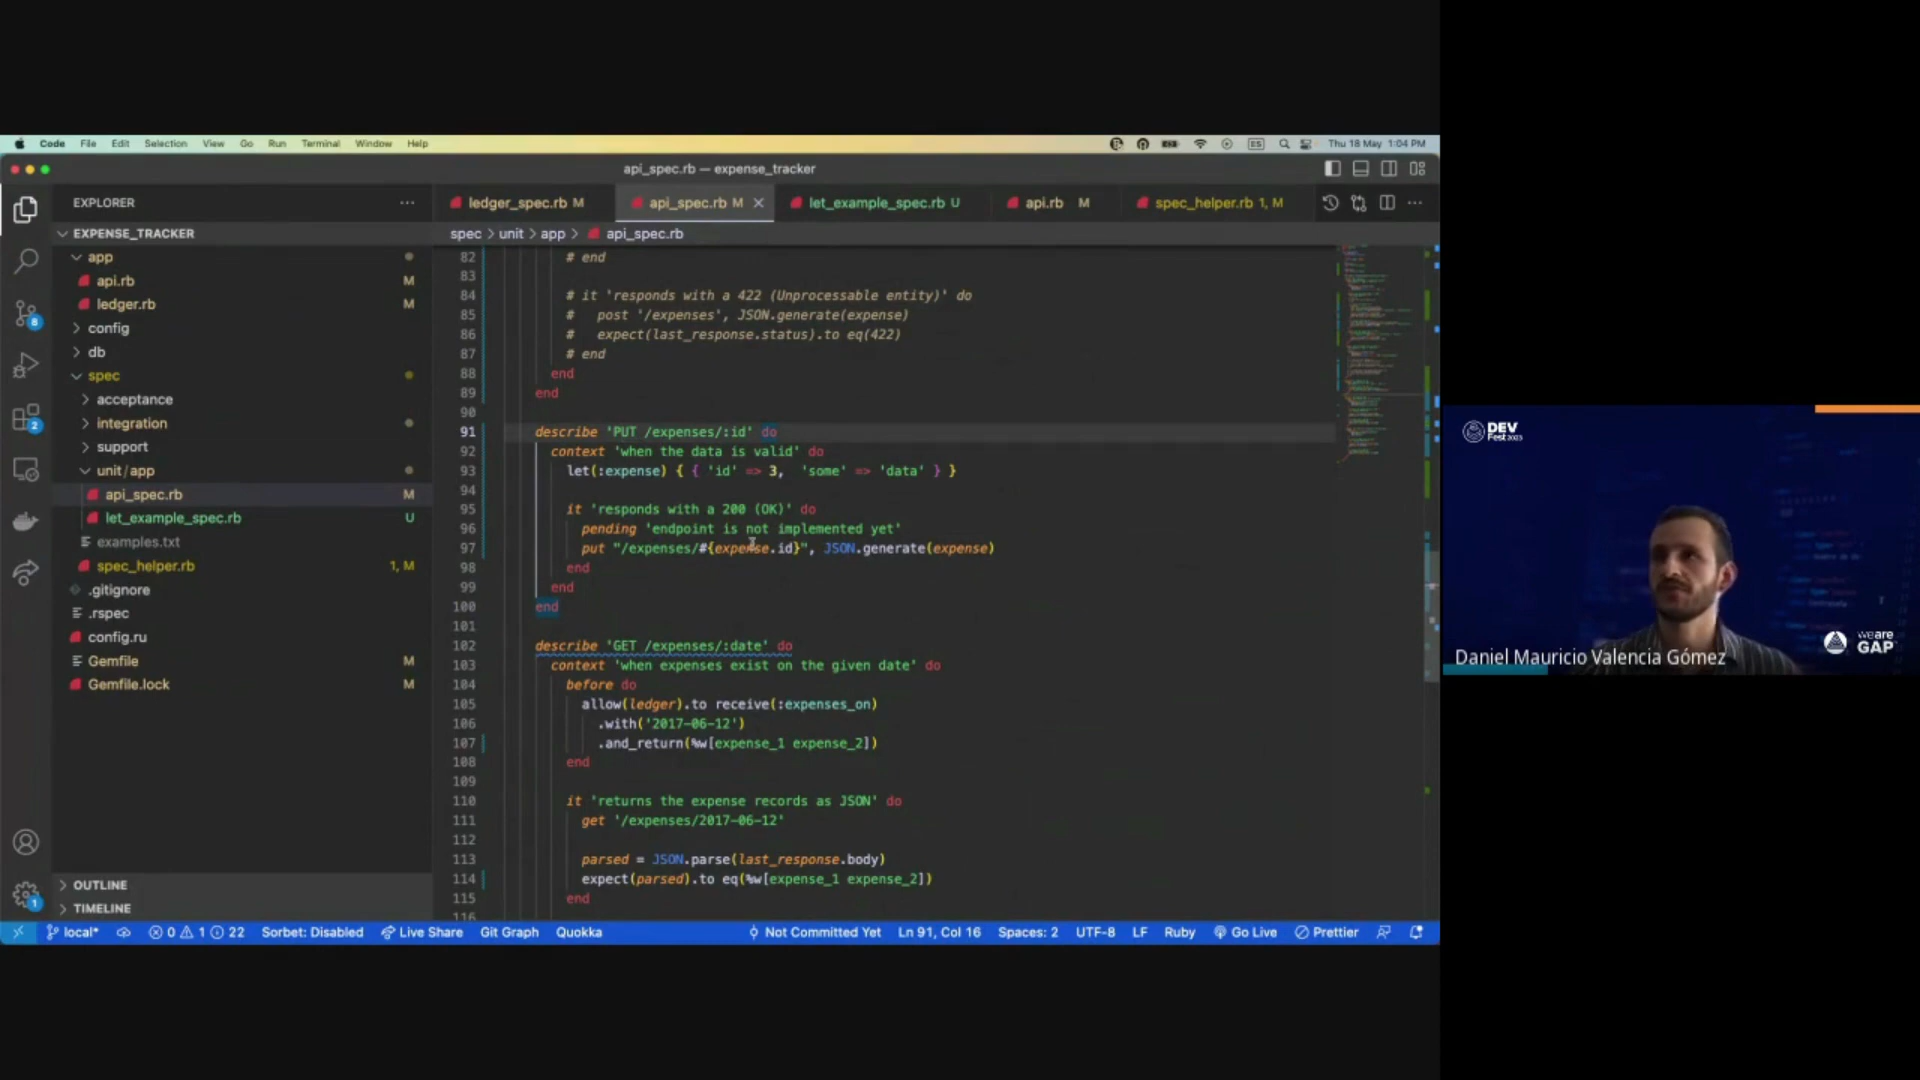 Code File Edit Selection View Go Run Terminal Window Help
ES Thu 18 May 1:04 PM
api_spec.rb — expense_tracker
EXPLORER
ledger_spec.rb M
api_spec.rb M
let_example_spec.rb U
api.rb M
spec_helper.rb 1, M
EXPENSE_TRACKER
spec > unit > app > api_spec.rb
app
api.rb M
ledger.rb M
config
db
spec
acceptance
integration
support
unit/app
api_spec.rb M
let_example_spec.rb U
examples.txt
spec_helper.rb 1, M
.gitignore
.rspec
config.ru
Gemfile M
Gemfile.lock M
OUTLINE
TIMELINE
8
2
1
82 # end
83
84 # it 'responds with a 422 (Unprocessable entity)' do
85 #   post '/expenses', JSON.generate(expense)
86 #   expect(last_response.status).to eq(422)
87 # end
88 end
89 end
90
91 describe 'PUT /expenses/:id' do
92 context 'when the data is valid' do
93 let(:expense) { { 'id' => 3,  'some' => 'data' } }
94
95 it 'responds with a 200 (OK)' do
96 pending 'endpoint is not implemented yet'
97 put "/expenses/#{expense.id}", JSON.generate(expense)
98 end
99 end
100 end
101
102 describe 'GET /expenses/:date' do
103 context 'when expenses exist on the given date' do
104 before do
105 allow(ledger).to receive(:expenses_on)
106 .with('2017-06-12')
107 .and_return(%w[expense_1 expense_2])
108 end
109
110 it 'returns the expense records as JSON' do
111 get '/expenses/2017-06-12'
112
113 parsed = JSON.parse(last_response.body)
114 expect(parsed).to eq(%w[expense_1 expense_2])
115 end
116
local* 0 1 22 Sorbet: Disabled Live Share Git Graph Quokka Not Committed Yet Ln 91, Col 16 Spaces: 2 UTF-8 LF Ruby Go Live Prettier
DEV
Fest 2023
Daniel Mauricio Valencia Gómez
we are
GAP